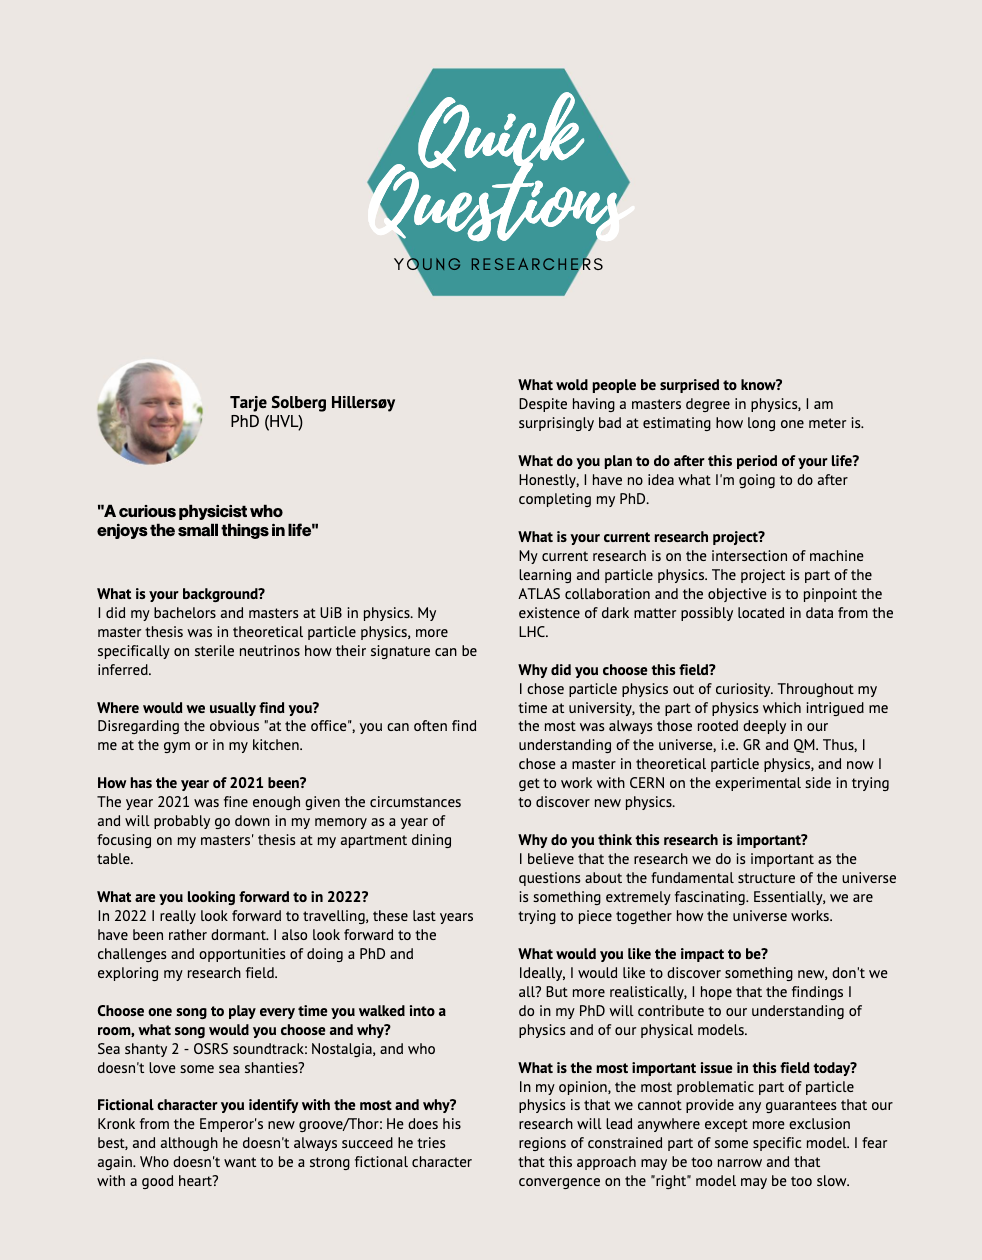 Quick
Questions
YOUNG RESEARCHERS
Tarje Solberg Hillersøy
PhD (HVL)
"A curious physicist who
enjoys the small things in life"
What is your background?
I did my bachelors and masters at UiB in physics. My
master thesis was in theoretical particle physics, more
specifically on sterile neutrinos how their signature can be
inferred.
Where would we usually find you?
Disregarding the obvious "at the office", you can often find
me at the gym or in my kitchen.
How has the year of 2021 been?
The year 2021 was fine enough given the circumstances
and will probably go down in my memory as a year of
focusing on my masters' thesis at my apartment dining
table.
What are you looking forward to in 2022?
In 2022 I really look forward to travelling, these last years
have been rather dormant. I also look forward to the
challenges and opportunities of doing a PhD and
exploring my research field.
Choose one song to play every time you walked into a
room, what song would you choose and why?
Sea shanty 2 - OSRS soundtrack: Nostalgia, and who
doesn't love some sea shanties?
Fictional character you identify with the most and why?
Kronk from the Emperor's new groove/Thor: He does his
best, and although he doesn't always succeed he tries
again. Who doesn't want to be a strong fictional character
with a good heart?
What wold people be surprised to know?
Despite having a masters degree in physics, I am
surprisingly bad at estimating how long one meter is.
What do you plan to do after this period of your life?
Honestly, I have no idea what I'm going to do after
completing my PhD.
What is your current research project?
My current research is on the intersection of machine
learning and particle physics. The project is part of the
ATLAS collaboration and the objective is to pinpoint the
existence of dark matter possibly located in data from the
LHC.
Why did you choose this field?
I chose particle physics out of curiosity. Throughout my
time at university, the part of physics which intrigued me
the most was always those rooted deeply in our
understanding of the universe, i.e. GR and QM. Thus, I
chose a master in theoretical particle physics, and now I
get to work with CERN on the experimental side in trying
to discover new physics.
Why do you think this research is important?
I believe that the research we do is important as the
questions about the fundamental structure of the universe
is something extremely fascinating. Essentially, we are
trying to piece together how the universe works.
What would you like the impact to be?
Ideally, I would like to discover something new, don't we
all? But more realistically, I hope that the findings I
do in my PhD will contribute to our understanding of
physics and of our physical models.
What is the most important issue in this field today?
In my opinion, the most problematic part of particle
physics is that we cannot provide any guarantees that our
research will lead anywhere except more exclusion
regions of constrained part of some specific model. I fear
that this approach may be too narrow and that
convergence on the "right" model may be too slow.